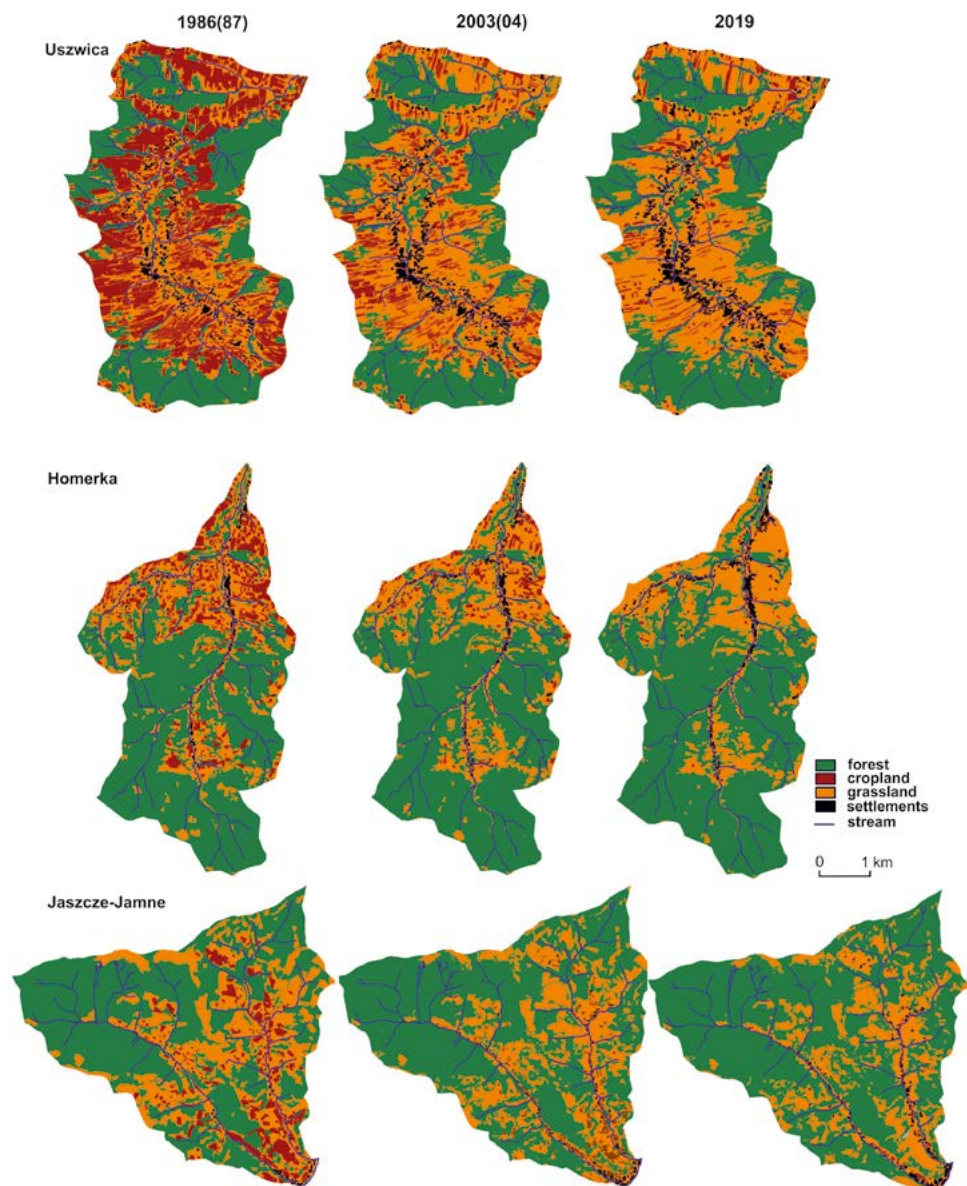 1986(87) 2003(04) 2019
Uszwica
Homerka
forest
cropland
grassland
settlements
stream
0 1 km
Jaszcze-Jamne